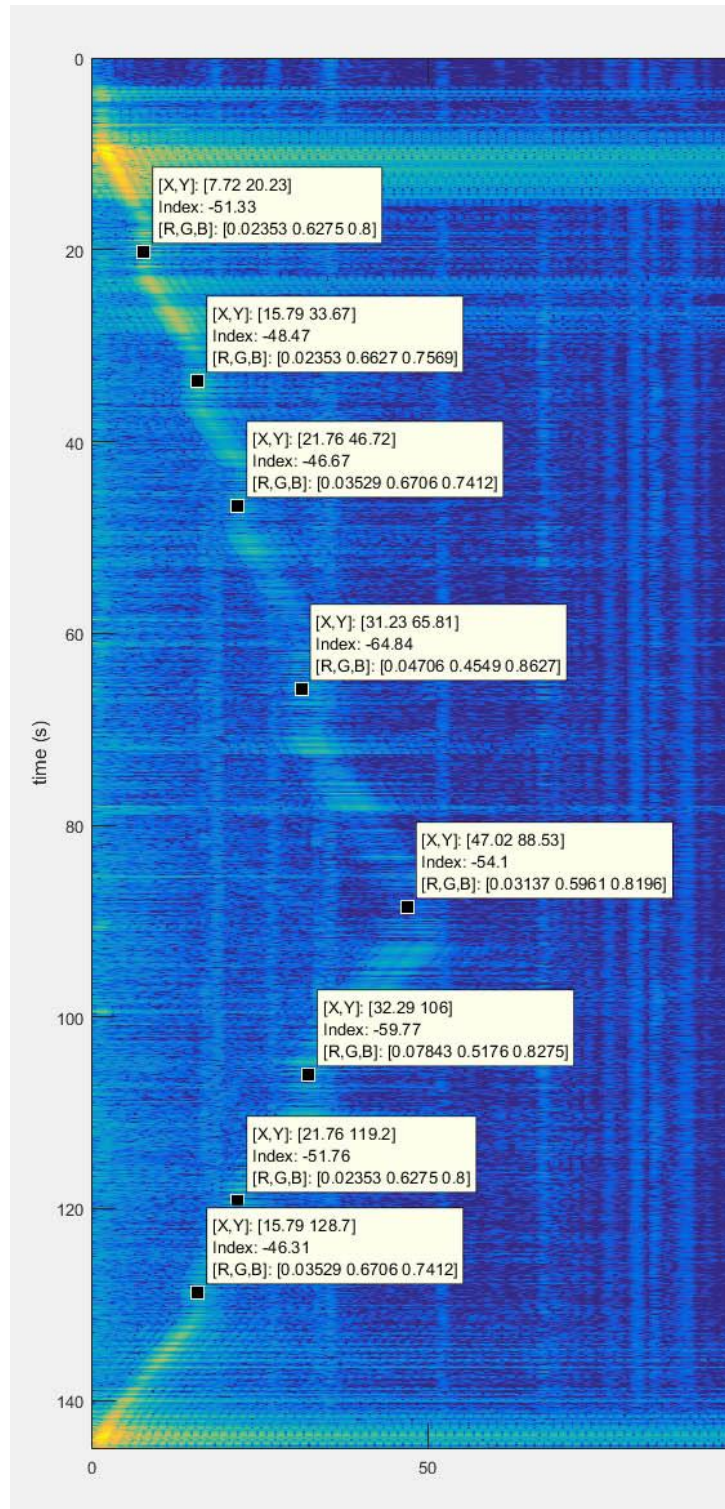 0
[X,Y]: [7.72 20.23]
Index: -51.33
[R,G,B]: [0.02353 0.6275 0.8]
20
[X,Y]: [15.79 33.67]
Index: -48.47
[R,G,B]: [0.02353 0.6627 0.7569]
40
[X,Y]: [21.76 46.72]
Index: -46.67
[R,G,B]: [0.03529 0.6706 0.7412]
60
[X,Y]: [31.23 65.81]
Index: -64.84
[R,G,B]: [0.04706 0.4549 0.8627]
time (s)
80
[X,Y]: [47.02 88.53]
Index: -54.1
[R,G,B]: [0.03137 0.5961 0.8196]
100
[X,Y]: [32.29 106]
Index: -59.77
[R,G,B]: [0.07843 0.5176 0.8275]
[X,Y]: [21.76 119.2]
Index: -51.76
[R,G,B]: [0.02353 0.6275 0.8]
120
[X,Y]: [15.79 128.7]
Index: -46.31
[R,G,B]: [0.03529 0.6706 0.7412]
140
0 50